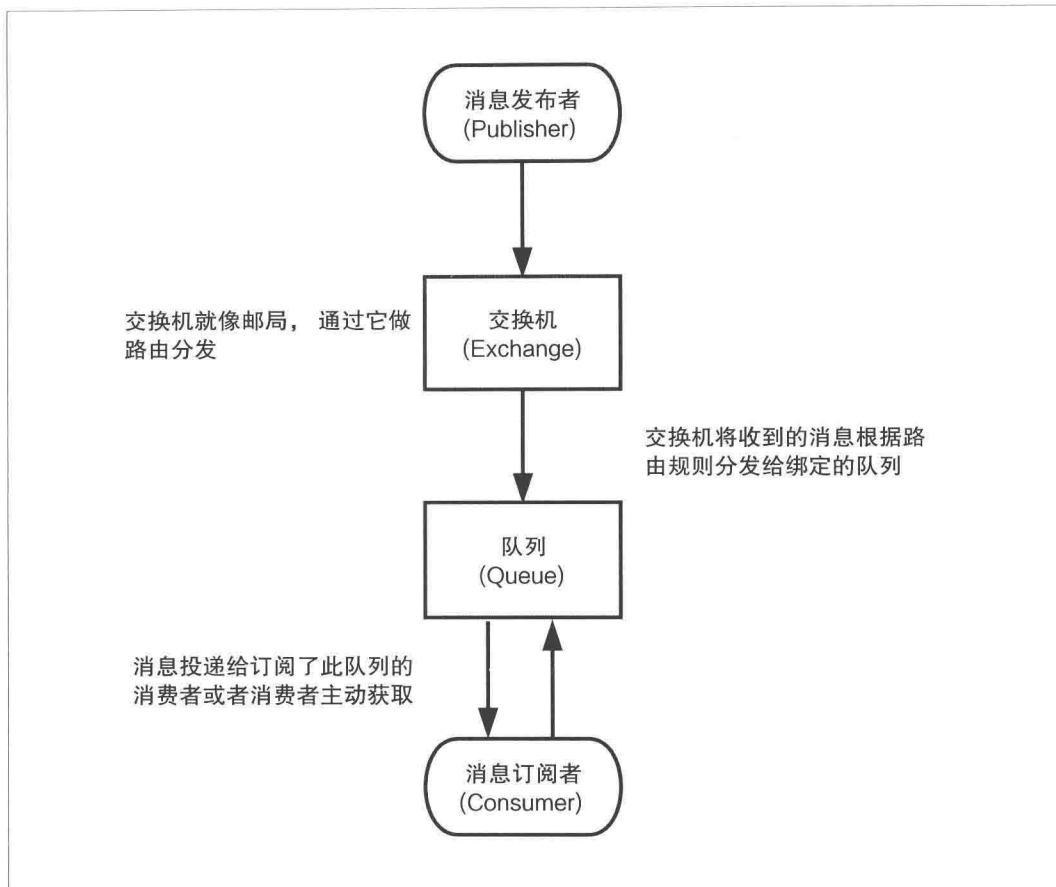 消息发布者
(Publisher)
交换机就像邮局， 通过它做
路由分发
交换机
(Exchange)
交换机将收到的消息根据路
由规则分发给绑定的队列
队列
(Queue)
消息投递给订阅了此队列的
消费者或者消费者主动获取
消息订阅者
(Consumer)